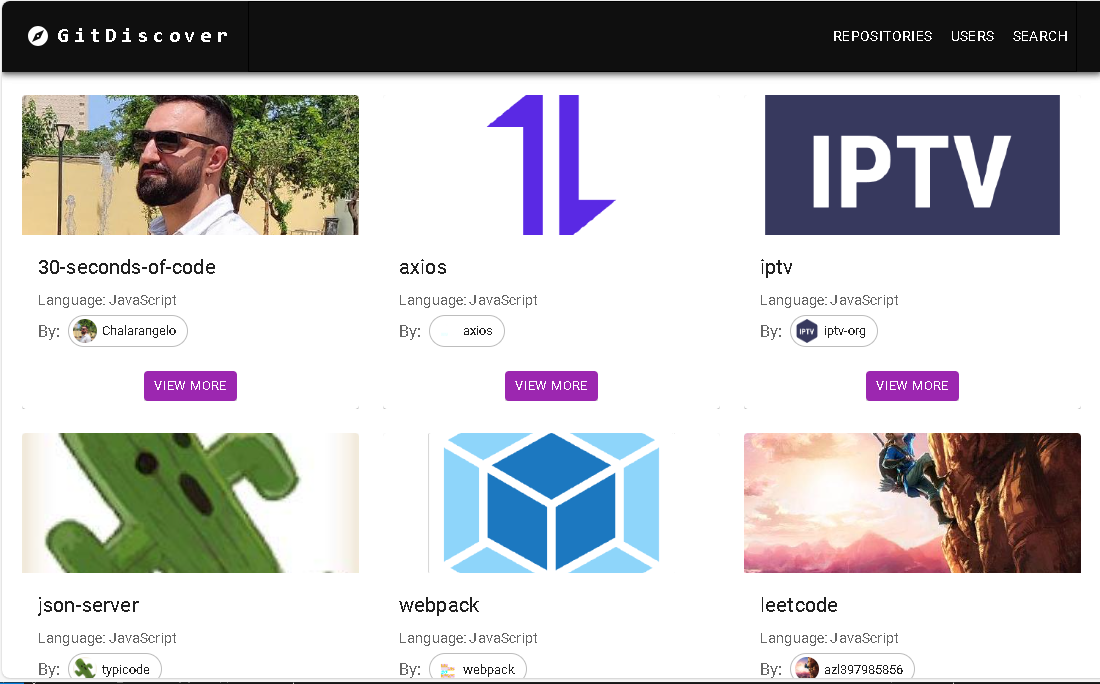 GitDiscover
REPOSITORIES USERS SEARCH
IPTV
30-seconds-of-code
Language: JavaScript
By: Chalarangelo
VIEW MORE
axios
Language: JavaScript
By: axios
VIEW MORE
iptv
Language: JavaScript
By: IPTV iptv-org
VIEW MORE
json-server
Language: JavaScript
By: typicode
webpack
Language: JavaScript
By: webpack
leetcode
Language: JavaScript
By: azl397985856